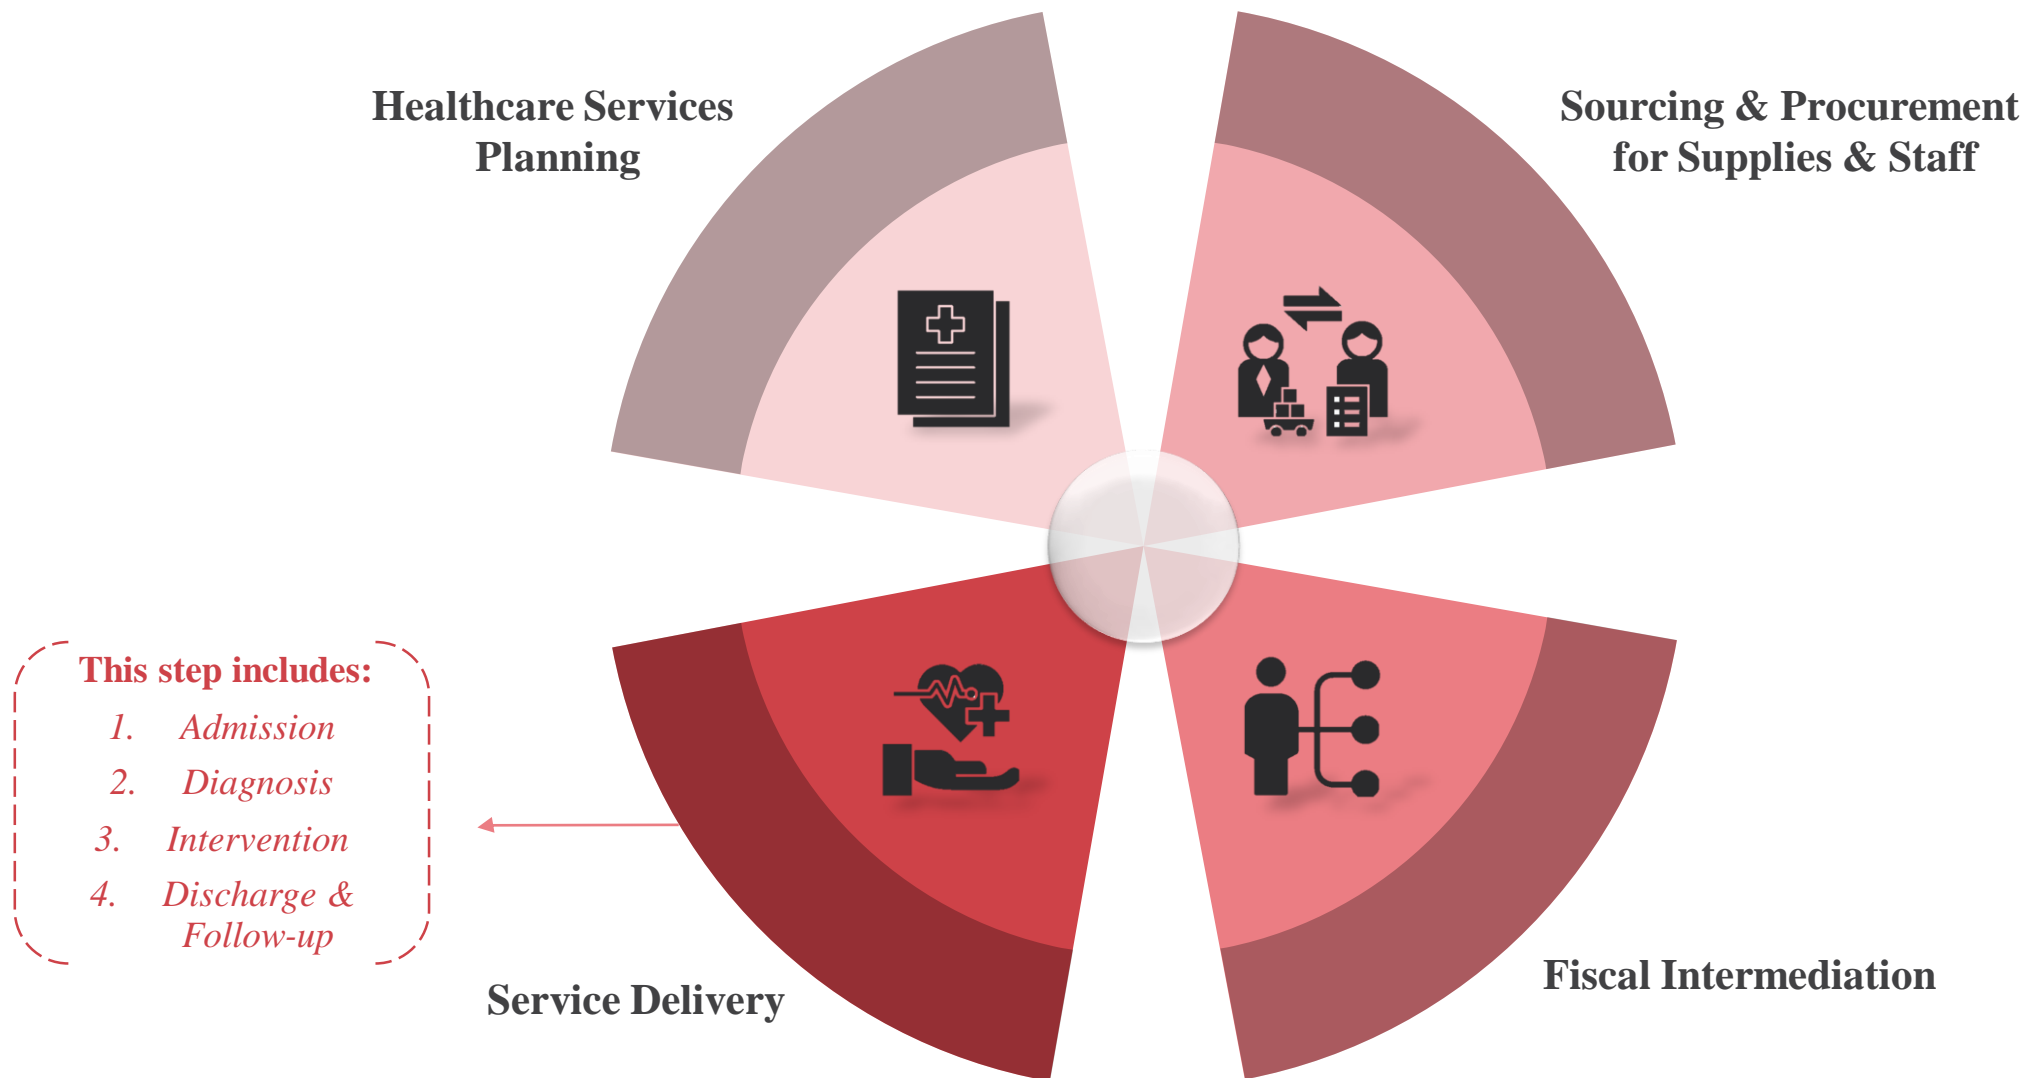 Healthcare Services
Planning
Sourcing & Procurement
for Supplies & Staff
This step includes:
1. Admission
2. Diagnosis
3. Intervention
4. Discharge &
Follow-up
Service Delivery
Fiscal Intermediation